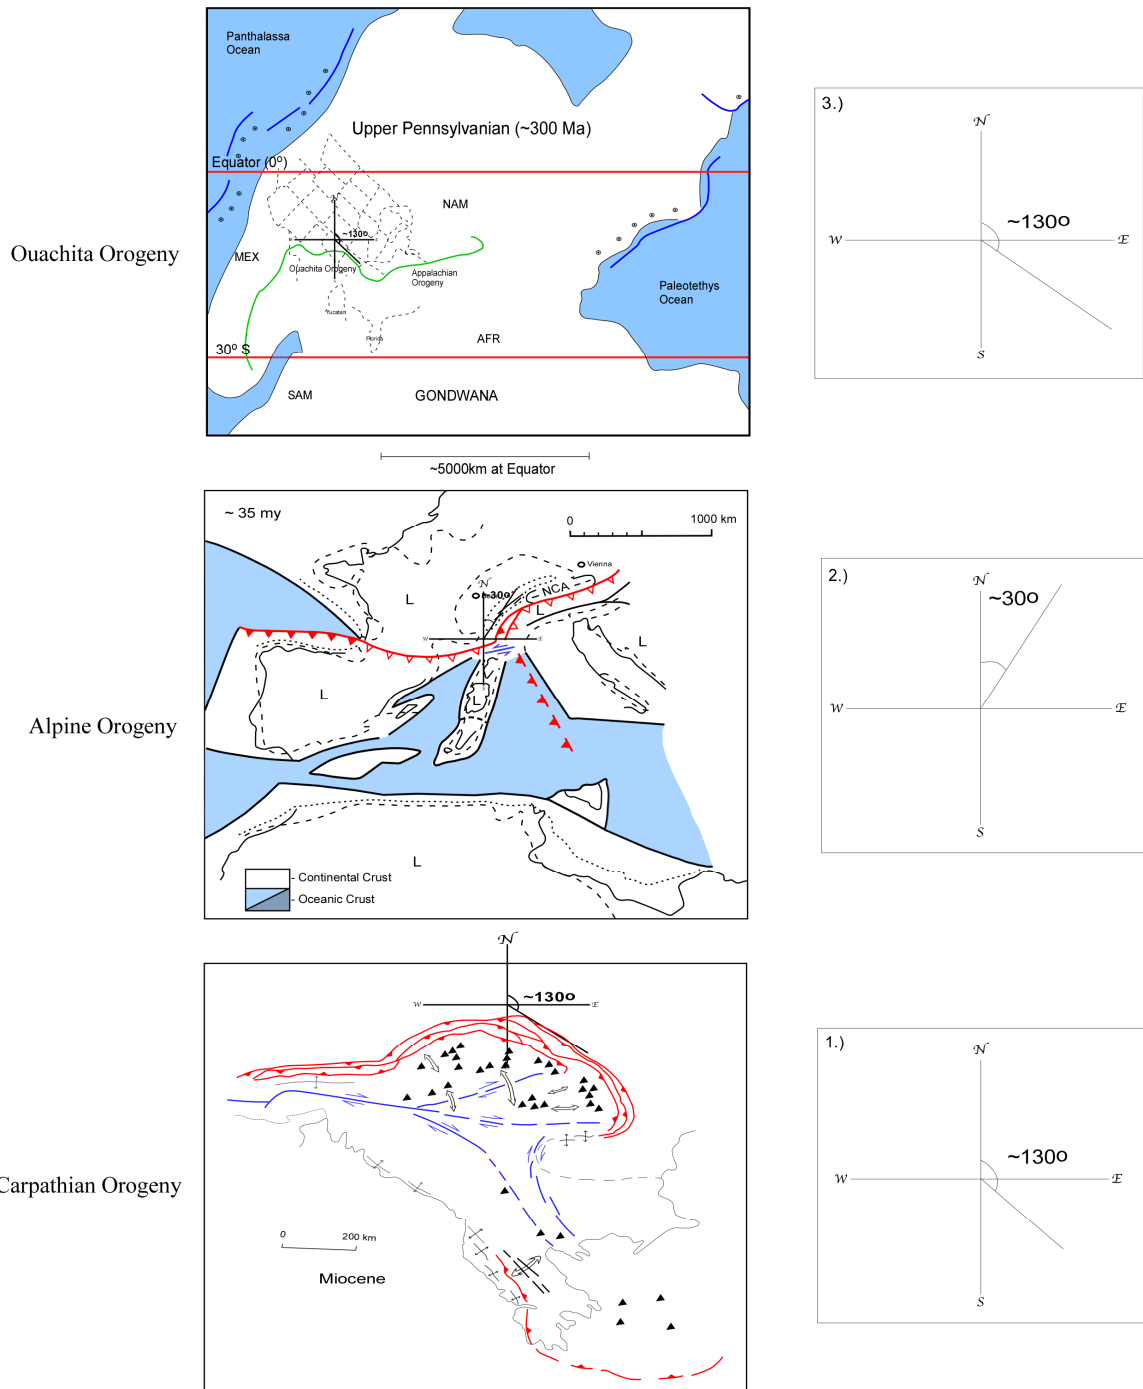 Panthalassa
Ocean
Upper Pennsylvanian (~300 Ma)
Equator (0º)
NAM
~130º
MEX
Ouachita Orogeny
Appalachian
Orogeny
Yucatan
Florida
AFR
Paleotethys
Ocean
30º S
SAM
GONDWANA
~5000km at Equator
Ouachita Orogeny
3.)
N
~130o
W
E
S
~ 35 my
0
1000 km
Vienna
N
~30º
NCA
L
L
L
W
E
L
L
S
L
- Continental Crust
- Oceanic Crust
Alpine Orogeny
2.)
N
~30o
W
E
S
N
~130o
W
E
0
200 km
Miocene
Carpathian Orogeny
1.)
N
~130o
W
E
S